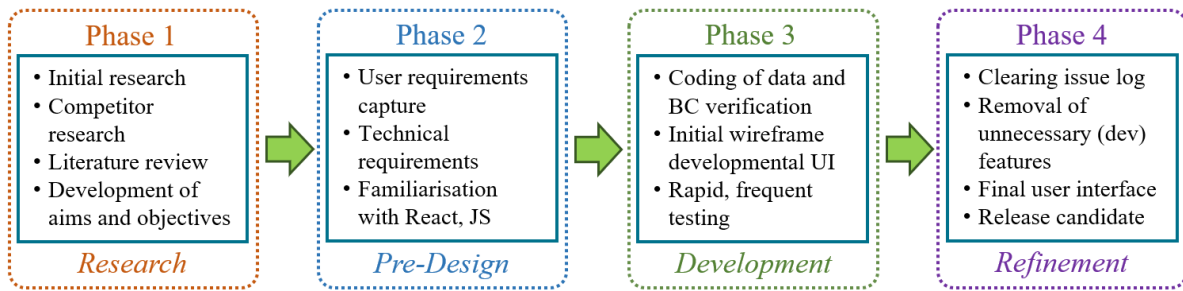 Phase 1
• Initial research
• Competitor
research
• Literature review
• Development of
aims and objectives
Research
Phase 2
• User requirements
capture
• Technical
requirements
• Familiarisation
with React, JS
Pre-Design
Phase 3
• Coding of data and
BC verification
• Initial wireframe
developmental UI
• Rapid, frequent
testing
Development
Phase 4
• Clearing issue log
• Removal of
unnecessary (dev)
features
• Final user interface
• Release candidate
Refinement